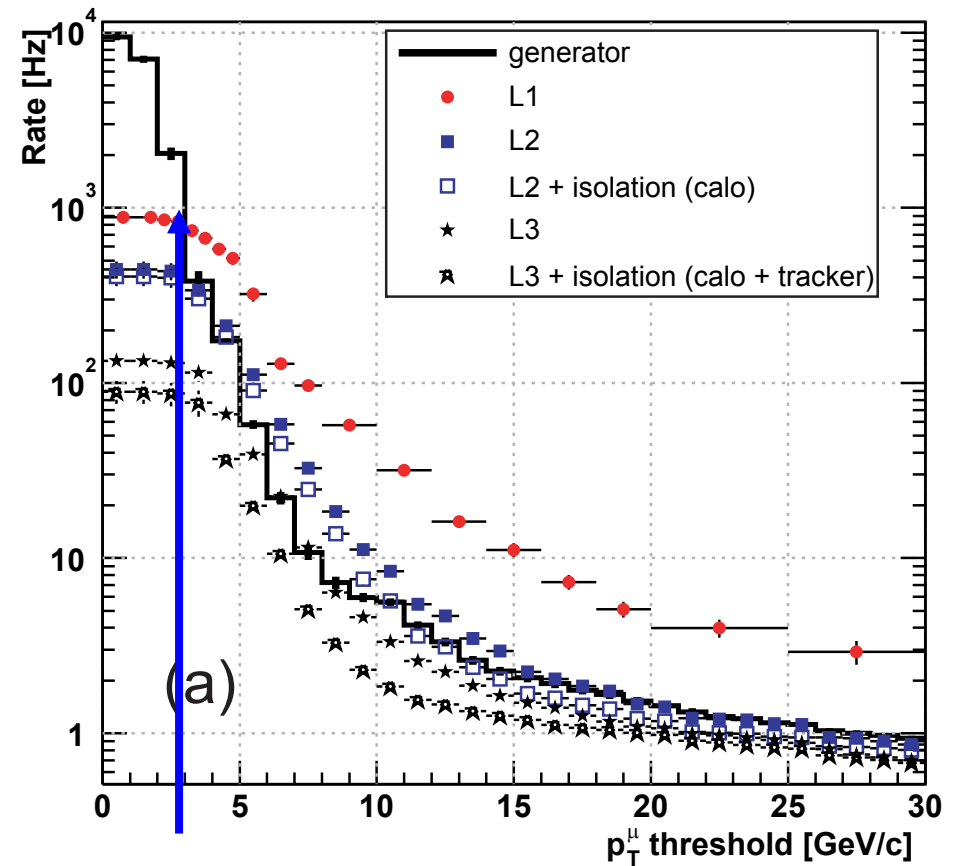 Rate [Hz]
10⁴
10³
10²
10
1
generator
L1
L2
L2 + isolation (calo)
L3
L3 + isolation (calo + tracker)
(a)
0 5 10 15 20 25 30
p_T^μ threshold [GeV/c]